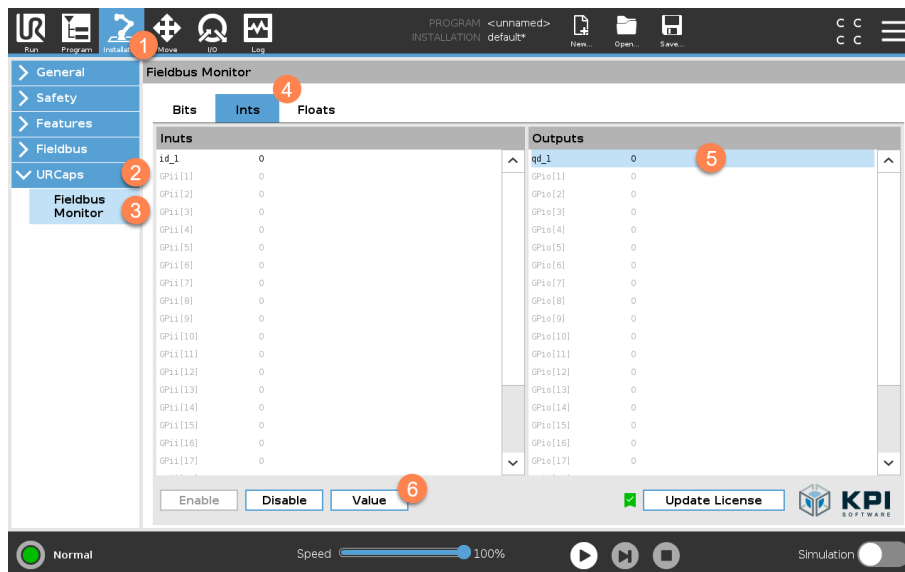 PROGRAM <unnamed>
INSTALLATION default*
Run Program Installat Move I/O Log New... Open... Save...
C C
C C
1
General
Safety
Features
Fieldbus
URCaps 2
Fieldbus
Monitor 3
Fieldbus Monitor
4
Bits Ints Floats
Inuts Outputs
id_1 0 qd_1 0 5
GPii[1] 0 GPio[1] 0
GPii[2] 0 GPio[2] 0
GPii[3] 0 GPio[3] 0
GPii[4] 0 GPio[4] 0
GPii[5] 0 GPio[5] 0
GPii[6] 0 GPio[6] 0
GPii[7] 0 GPio[7] 0
GPii[8] 0 GPio[8] 0
GPii[9] 0 GPio[9] 0
GPii[10] 0 GPio[10] 0
GPii[11] 0 GPio[11] 0
GPii[12] 0 GPio[12] 0
GPii[13] 0 GPio[13] 0
GPii[14] 0 GPio[14] 0
GPii[15] 0 GPio[15] 0
GPii[16] 0 GPio[16] 0
GPii[17] 0 GPio[17] 0
Enable Disable Value 6 Update License KPI
SOFTWARE
Normal Speed 100% Simulation